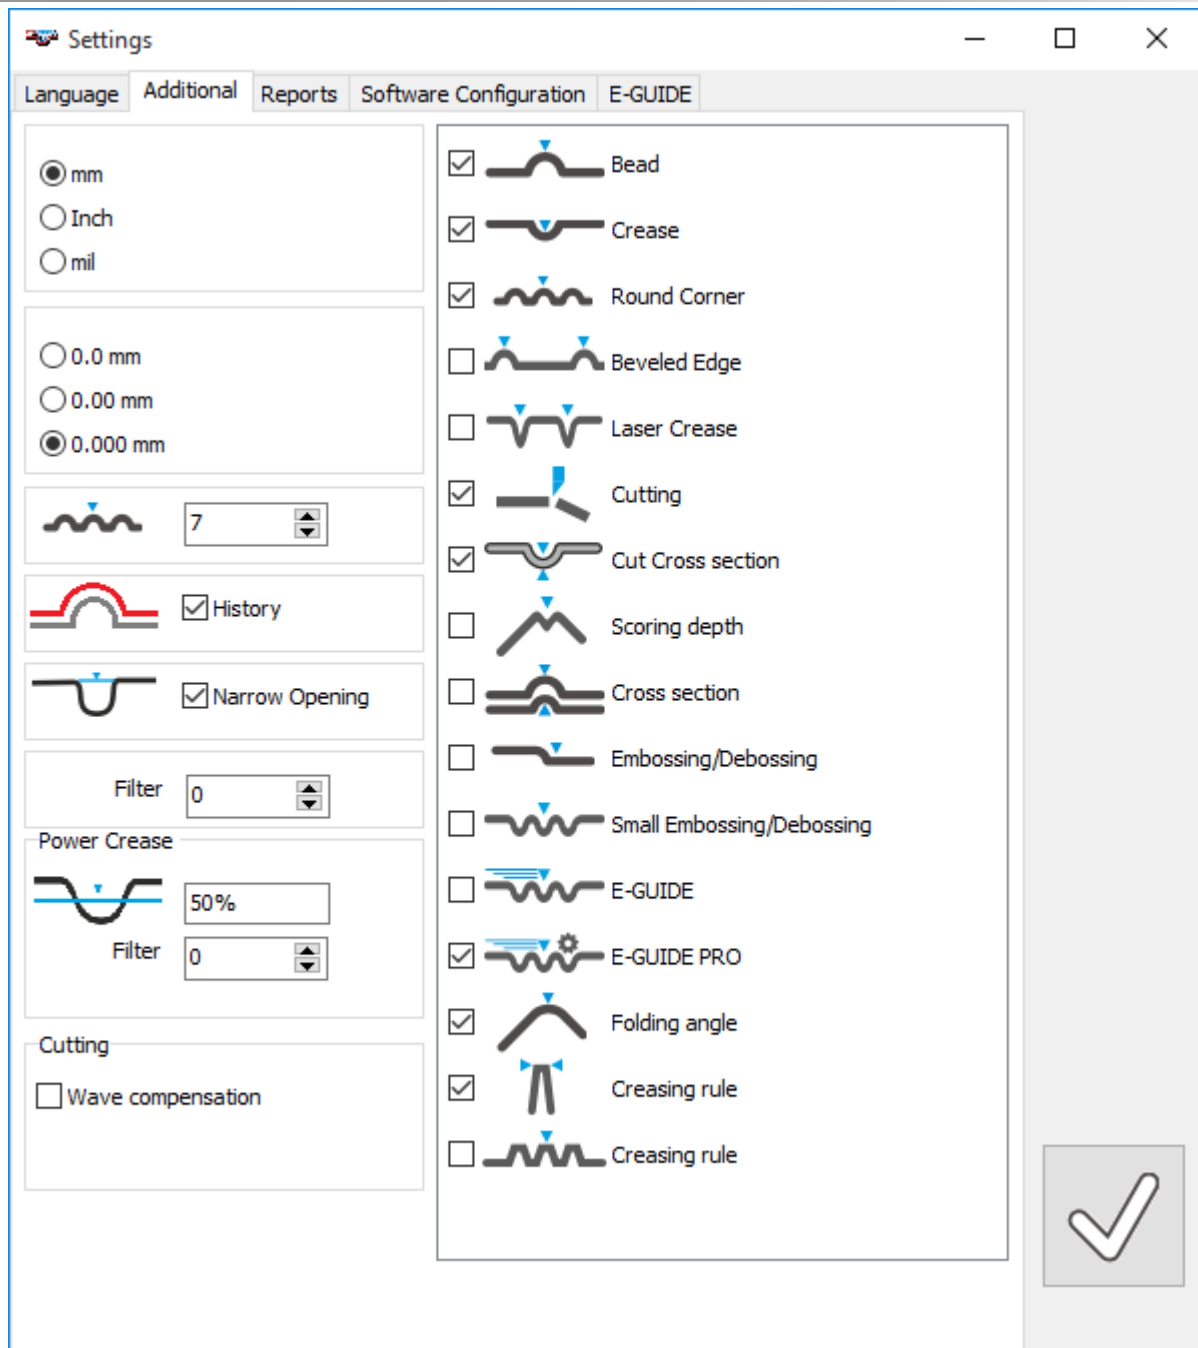 Settings
Language
Additional
Reports
Software Configuration
E-GUIDE
mm
Inch
mil
0.0 mm
0.00 mm
0.000 mm
7
History
Narrow Opening
Filter
0
Power Crease
50%
Filter
0
Cutting
Wave compensation
Bead
Crease
Round Corner
Beveled Edge
Laser Crease
Cutting
Cut Cross section
Scoring depth
Cross section
Embossing/Debossing
Small Embossing/Debossing
E-GUIDE
E-GUIDE PRO
Folding angle
Creasing rule
Creasing rule